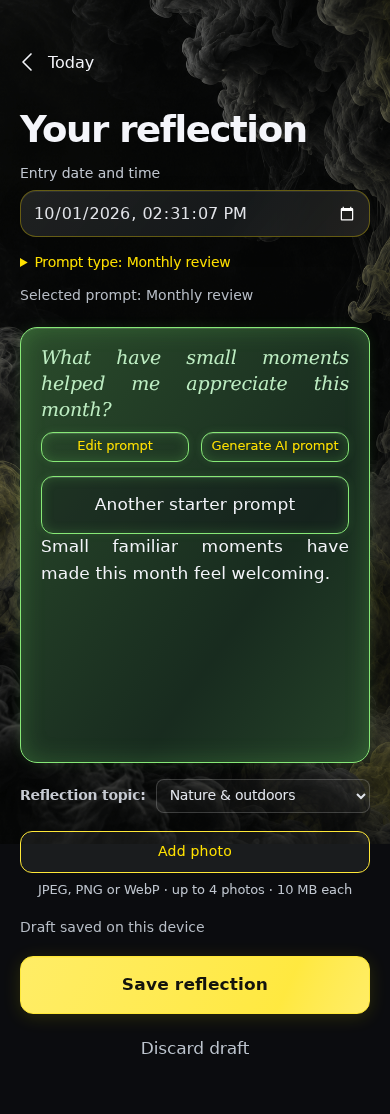 Today
Your reflection
Entry date and time
10/01/2026, 02:31:07 PM
Prompt type: Monthly review
Selected prompt: Monthly review
What have small moments
helped me appreciate this
month?
Edit prompt
Generate AI prompt
Another starter prompt
Small familiar moments have
made this month feel welcoming.
Reflection topic:
Nature & outdoors
Add photo
JPEG, PNG or WebP · up to 4 photos · 10 MB each
Draft saved on this device
Save reflection
Discard draft